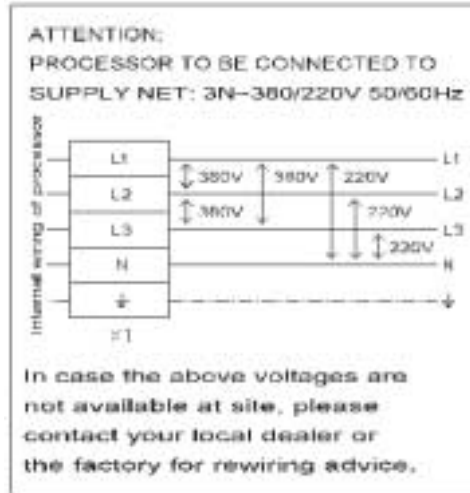 ATTENTION:
PROCESSOR TO BE CONNECTED TO
SUPPLY NET: 3N~380/220V 50/60Hz
Internal wiring of processor
L1 L1
380V 380V 220V
L2 L2
380V 220V
L3 L3
220V
N N
X1
In case the above voltages are
not available at site, please
contact your local dealer or
the factory for rewiring advice.